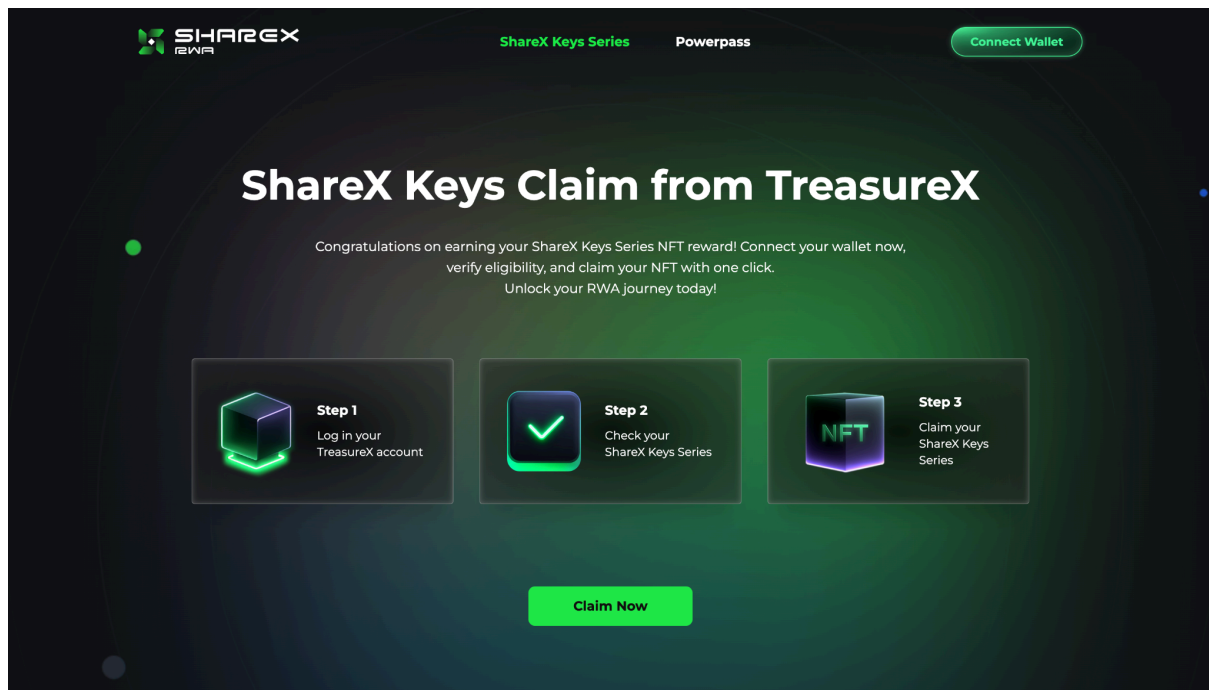 SHAREX
RWA
ShareX Keys Series
Powerpass
Connect Wallet
ShareX Keys Claim from TreasureX
Congratulations on earning your ShareX Keys Series NFT reward! Connect your wallet now,
verify eligibility, and claim your NFT with one click.
Unlock your RWA journey today!
Step 1
Log in your
TreasureX account
Step 2
Check your
ShareX Keys Series
NFT
Step 3
Claim your
ShareX Keys
Series
Claim Now